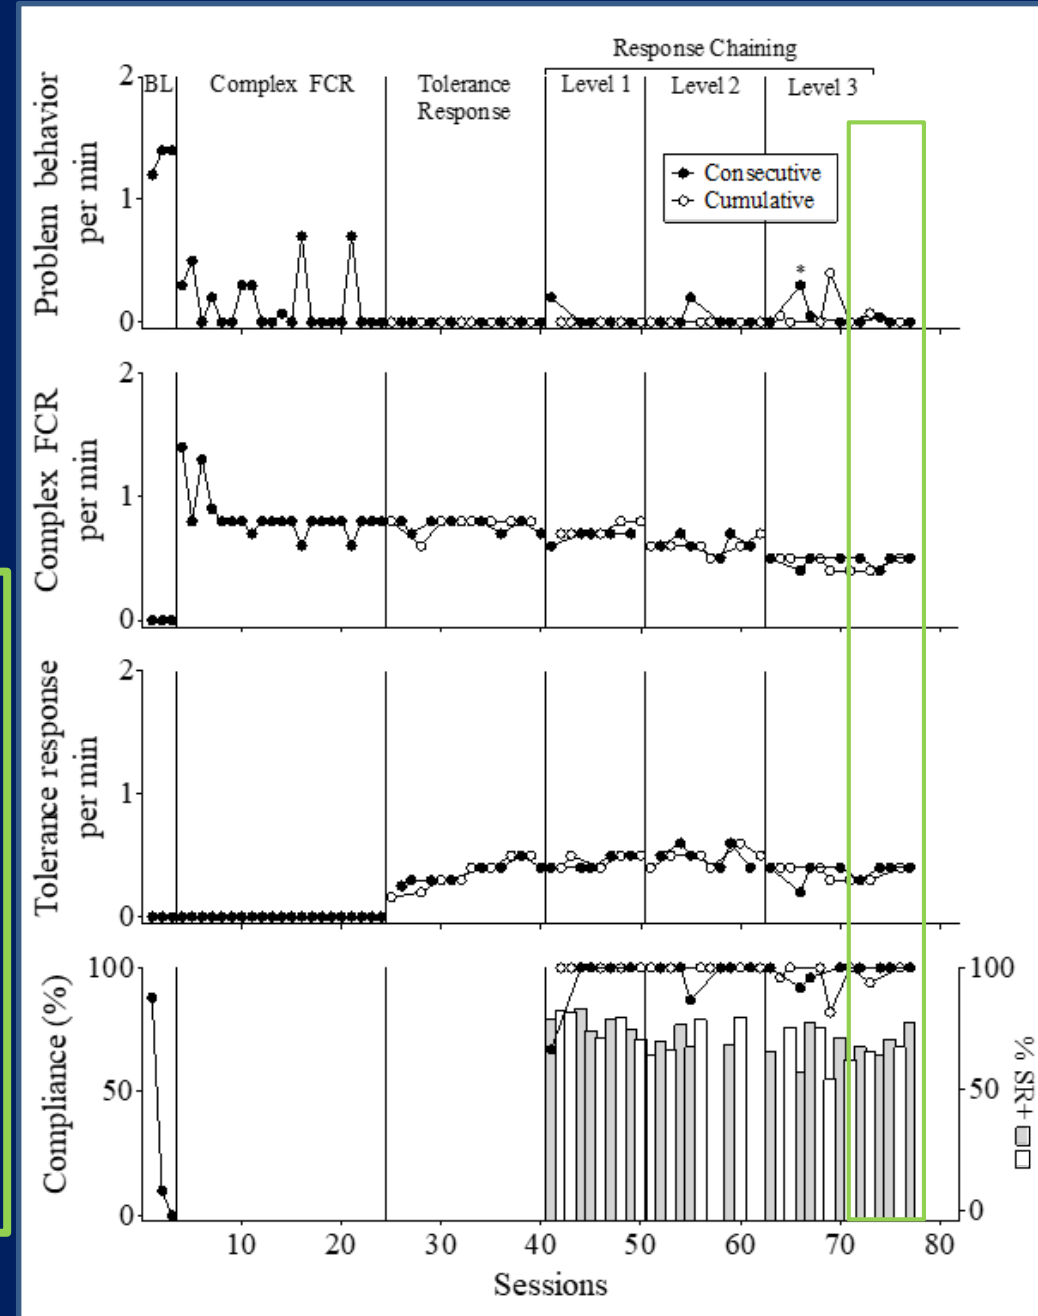 Response Chaining
BL Complex FCR Tolerance Response Level 1 Level 2 Level 3
Problem behavior per min
2
1
0
Consecutive
Cumulative
*
Complex FCR per min
2
1
0
Tolerance response per min
2
1
0
Compliance (%)
100
50
0
100
50
0
% SR+
10 20 30 40 50 60 70 80
Sessions